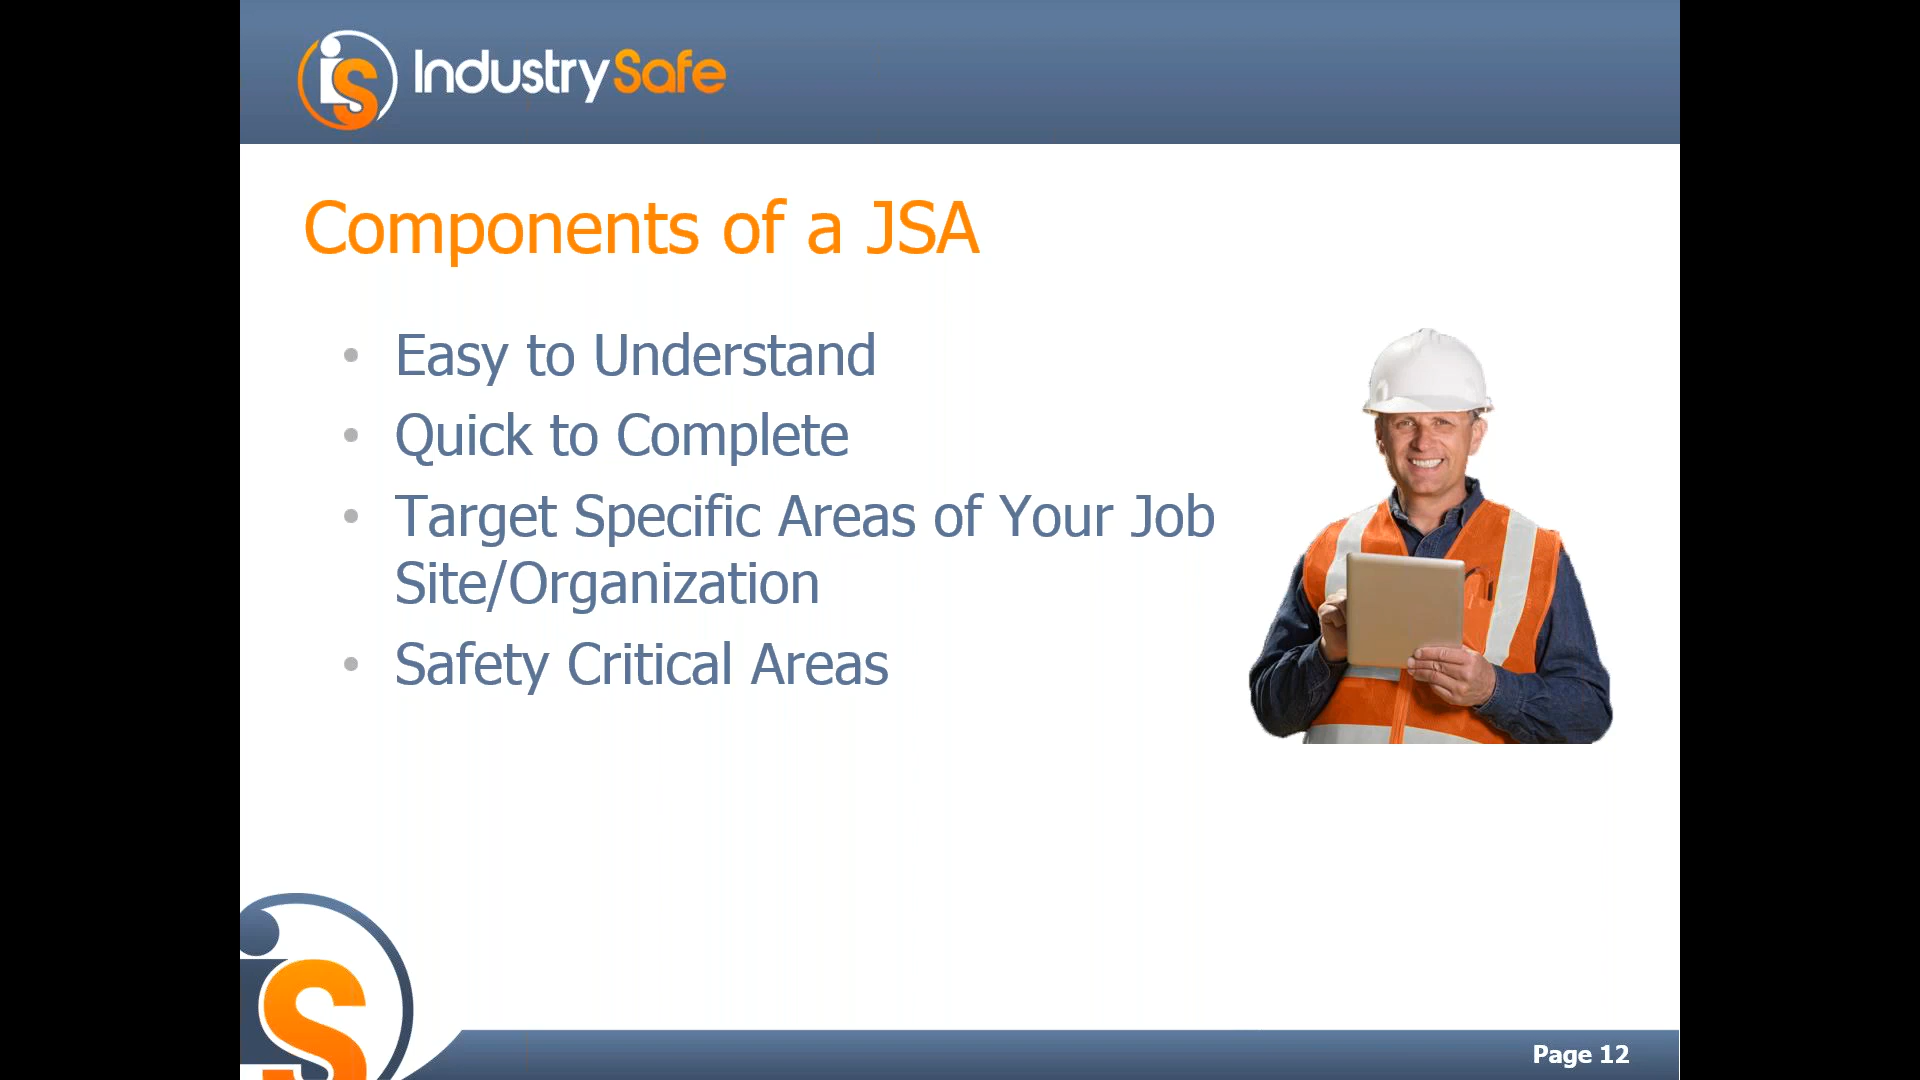 IndustrySafe
Components of a JSA
• Easy to Understand
• Quick to Complete
• Target Specific Areas of Your Job
Site/Organization
• Safety Critical Areas
iS
Page 12